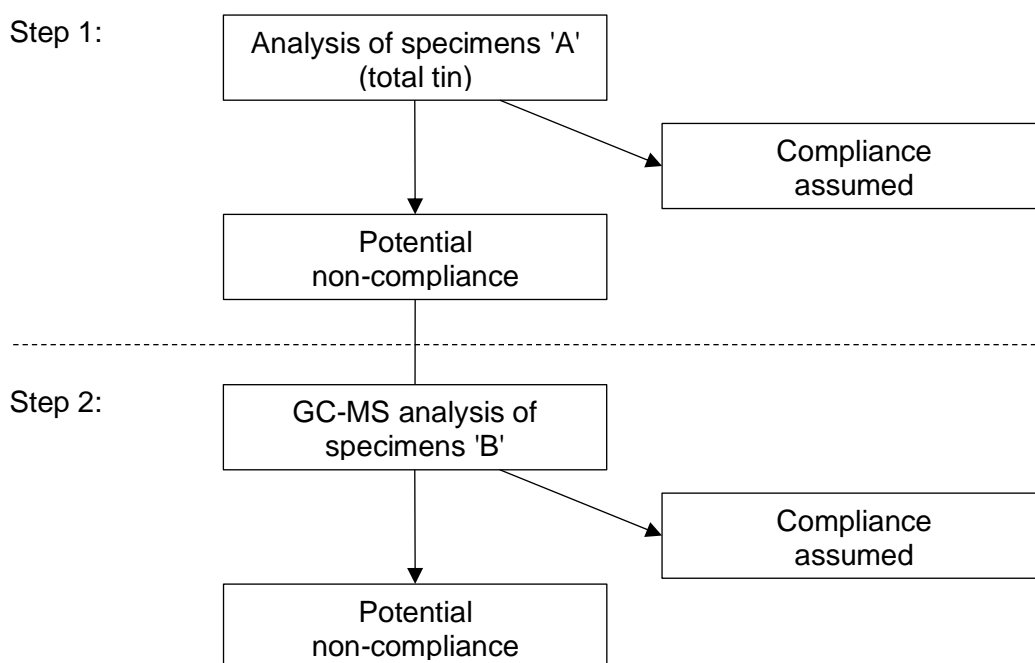 Step 1:
Analysis of specimens 'A'
(total tin)
Compliance
assumed
Potential
non-compliance
Step 2:
GC-MS analysis of
specimens 'B'
Compliance
assumed
Potential
non-compliance